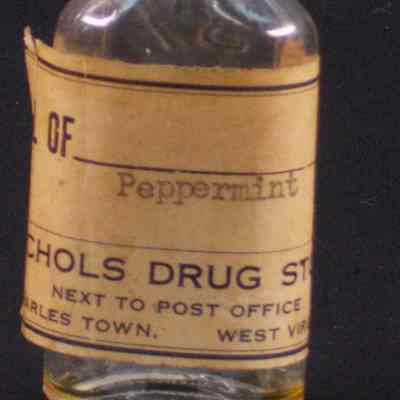 OF
Peppermint
CHOLS DRUG ST
NEXT TO POST OFFICE
ARLES TOWN. WEST VIR